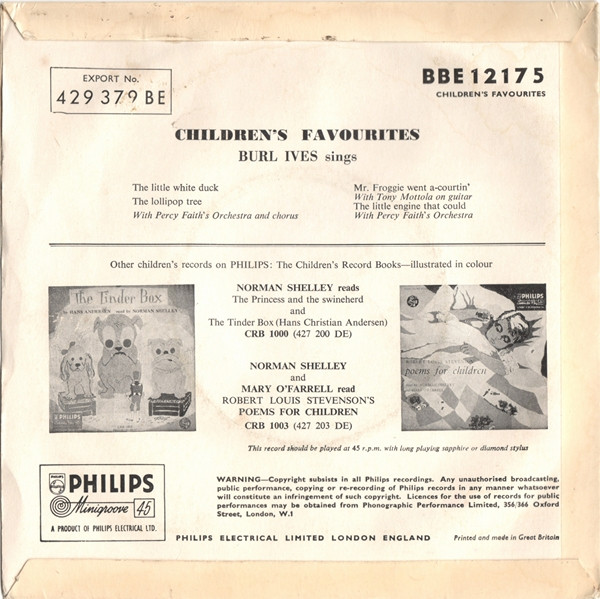 EXPORT No.
429 379 BE
BBE 12175
CHILDREN'S FAVOURITES
CHILDREN'S FAVOURITES
BURL IVES sings
The little white duck
The lollipop tree
With Percy Faith's Orchestra and chorus
Mr. Froggie went a-courtin'
With Tony Mottola on guitar
The little engine that could
With Percy Faith's Orchestra
Other children's records on PHILIPS: The Children's Record Books—illustrated in colour
The Tinder Box
by HANS ANDERSEN read by NORMAN SHELLEY
PHILIPS
NORMAN SHELLEY reads
The Princess and the swineherd
and
The Tinder Box (Hans Christian Andersen)
CRB 1000 (427 200 DE)
NORMAN SHELLEY
and
MARY O'FARRELL read
ROBERT LOUIS STEVENSON'S
POEMS FOR CHILDREN
CRB 1003 (427 203 DE)
PHILIPS
poems for children
This record should be played at 45 r.p.m. with long playing sapphire or diamond stylus
PHILIPS
PHILIPS
Minigroove 45
A PRODUCT OF PHILIPS ELECTRICAL LTD.
WARNING—Copyright subsists in all Philips recordings. Any unauthorised broadcasting,
public performance, copying or re-recording of Philips records in any manner whatsoever
will constitute an infringement of such copyright. Licences for the use of records for public
performances may be obtained from Phonographic Performance Limited, 356/366 Oxford
Street, London, W.1
PHILIPS ELECTRICAL LIMITED LONDON ENGLAND
Printed and made in Great Britain